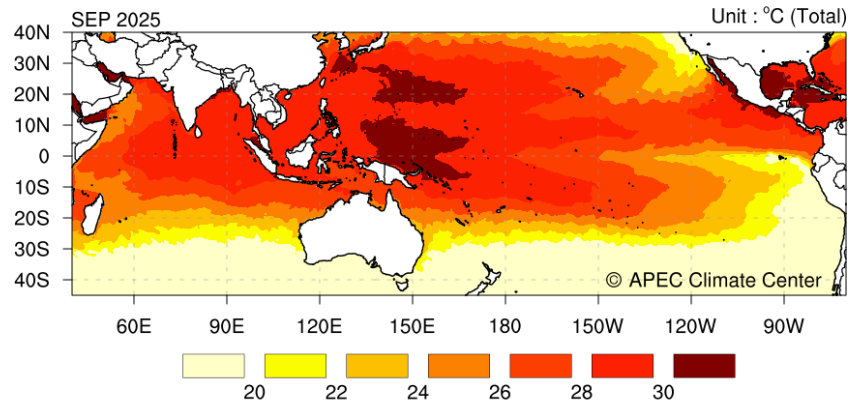 SEP 2025
Unit : °C (Total)
40N
30N
20N
10N
0
10S
20S
30S
40S
© APEC Climate Center
60E 90E 120E 150E 180 150W 120W 90W
20 22 24 26 28 30